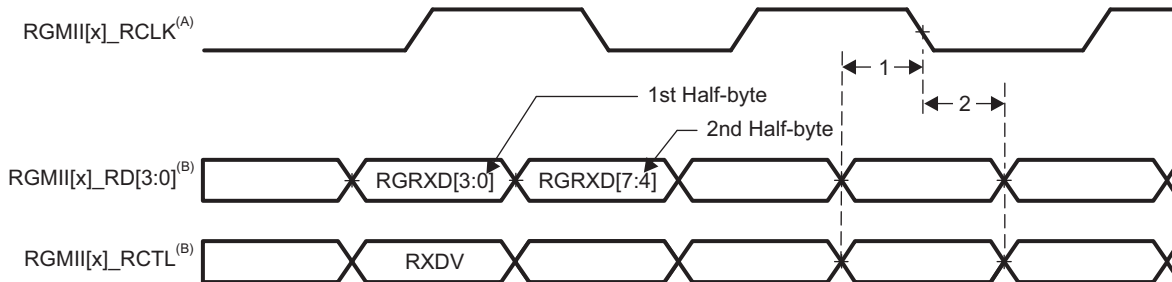 RGMII[x]_RCLK(A)
1
2
1st Half-byte
2nd Half-byte
RGMII[x]_RD[3:0](B)
RGRXD[3:0]
RGRXD[7:4]
RGMII[x]_RCTL(B)
RXDV